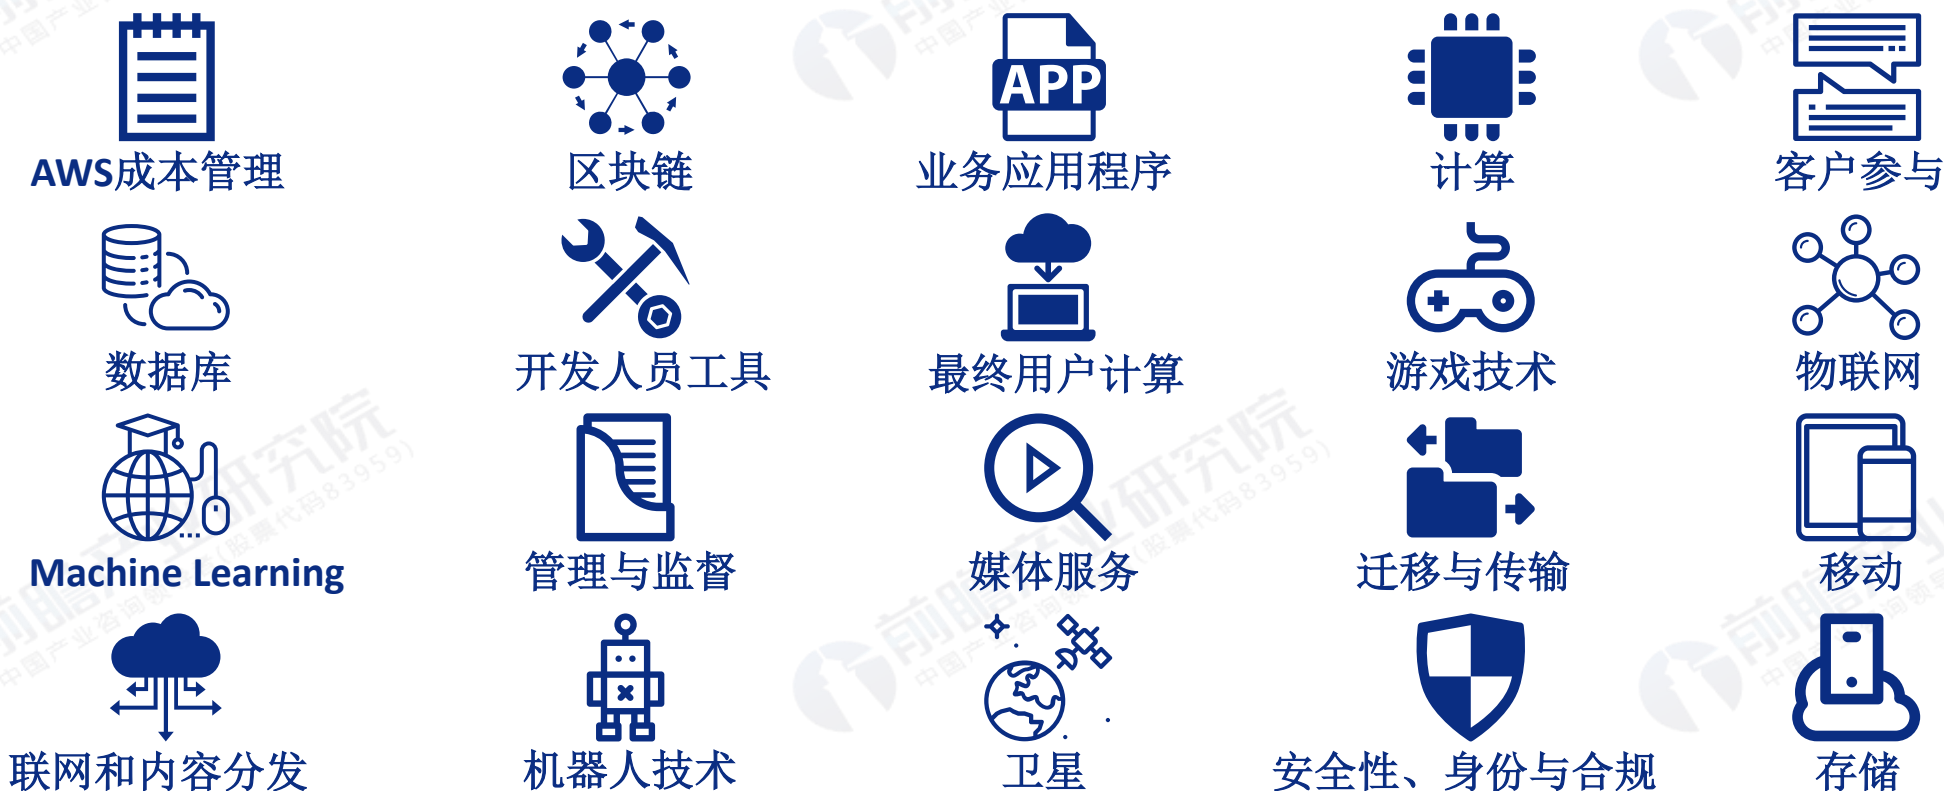 APP
AWS成本管理
区块链
业务应用程序
计算
客户参与
数据库
开发人员工具
最终用户计算
游戏技术
物联网
Machine Learning
管理与监督
媒体服务
迁移与传输
移动
联网和内容分发
机器人技术
卫星
安全性、身份与合规
存储